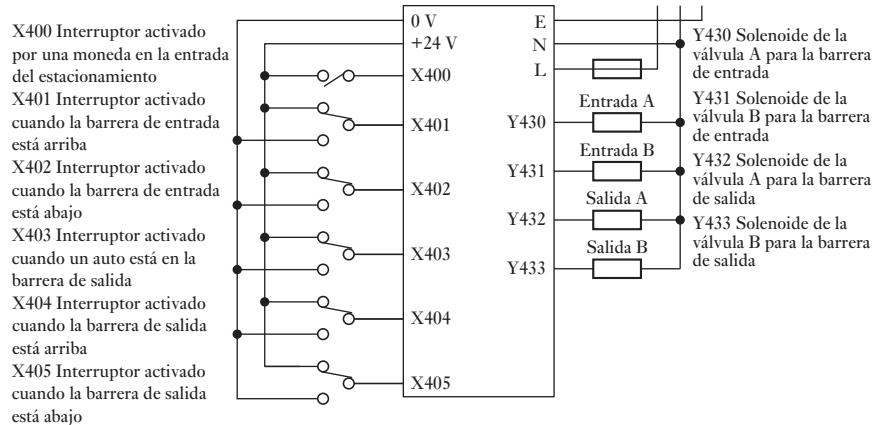 X400 Interruptor activado
por una moneda en la entrada
del estacionamiento
X401 Interruptor activado
cuando la barrera de entrada
está arriba
X402 Interruptor activado
cuando la barrera de entrada
está abajo
X403 Interruptor activado
cuando un auto está en la
barrera de salida
X404 Interruptor activado
cuando la barrera de salida
está arriba
X405 Interruptor activado
cuando la barrera de salida
está abajo
0 V
+24 V
X400
X401
X402
X403
X404
X405
E
N
L
Y430
Y431
Y432
Y433
Entrada A
Entrada B
Salida A
Salida B
Y430 Solenoide de la
válvula A para la barrera
de entrada
Y431 Solenoide de la
válvula B para la barrera
de entrada
Y432 Solenoide de la
válvula A para la barrera
de salida
Y433 Solenoide de la
válvula B para la barrera
de salida